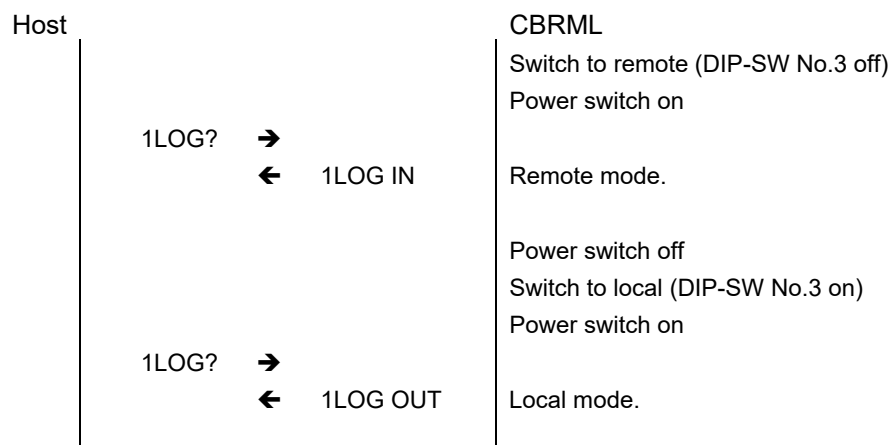 Host CBRML
Switch to remote (DIP-SW No.3 off)
Power switch on
1LOG? ➔
🡸 1LOG IN Remote mode.
Power switch off
Switch to local (DIP-SW No.3 on)
Power switch on
1LOG? ➔
🡸 1LOG OUT Local mode.